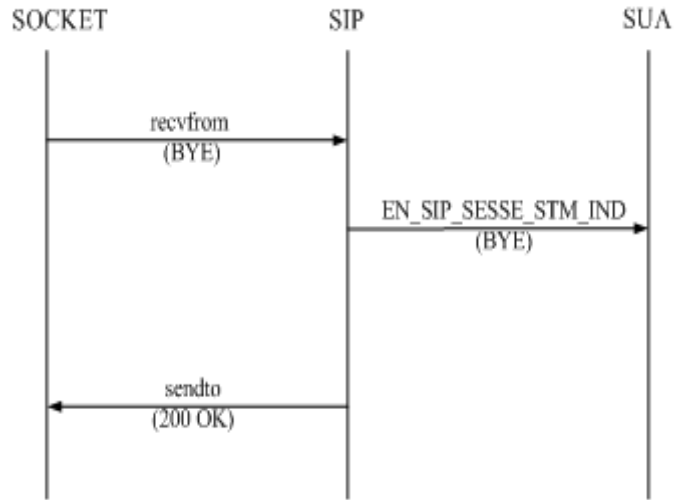 SOCKET SIP SUA
recvfrom
(BYE)
EN_SIP_SESSE_STM_IND
(BYE)
sendto
(200 OK)